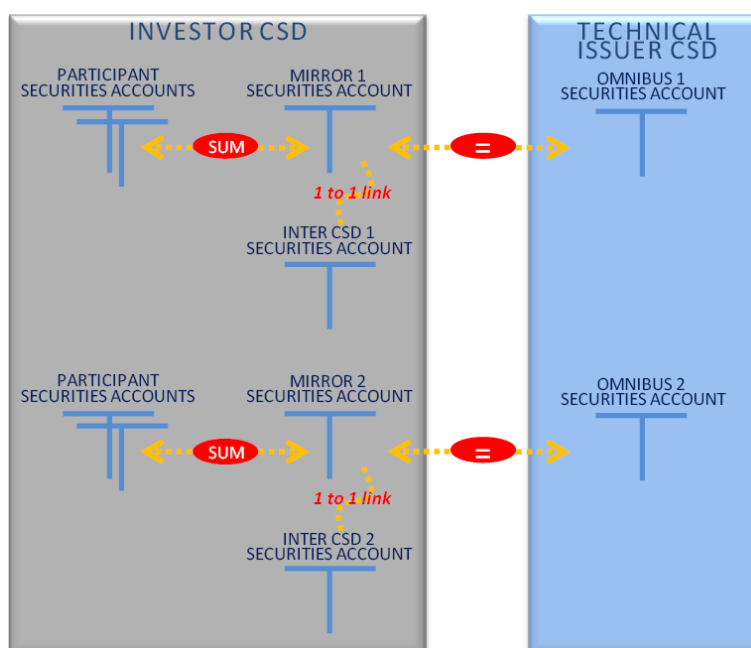 INVESTOR CSD
TECHNICAL
ISSUER CSD
PARTICIPANT
SECURITIES ACCOUNTS
MIRROR 1
SECURITIES ACCOUNT
OMNIBUS 1
SECURITIES ACCOUNT
SUM
=
1 to 1 link
INTER CSD 1
SECURITIES ACCOUNT
PARTICIPANT
SECURITIES ACCOUNTS
MIRROR 2
SECURITIES ACCOUNT
OMNIBUS 2
SECURITIES ACCOUNT
SUM
=
1 to 1 link
INTER CSD 2
SECURITIES ACCOUNT